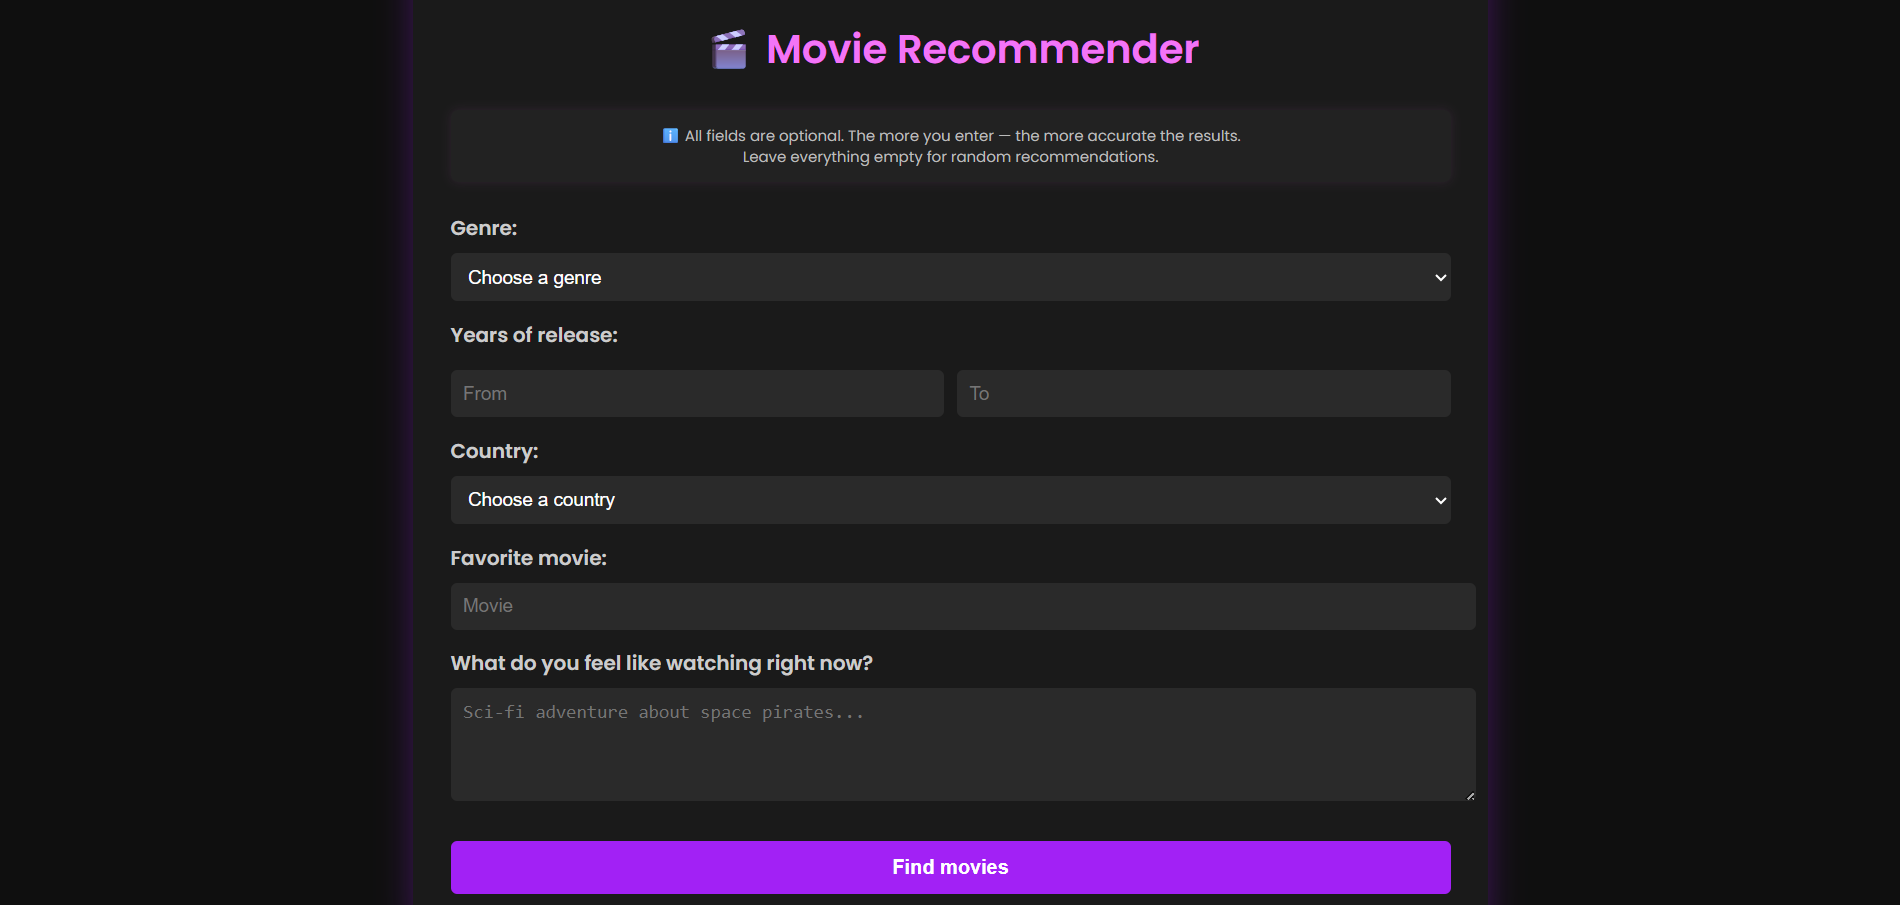 🎬 Movie Recommender
ℹ️ All fields are optional. The more you enter — the more accurate the results.
Leave everything empty for random recommendations.
Genre:
Choose a genre
Years of release:
From To
Country:
Choose a country
Favorite movie:
Movie
What do you feel like watching right now?
Sci-fi adventure about space pirates...
Find movies